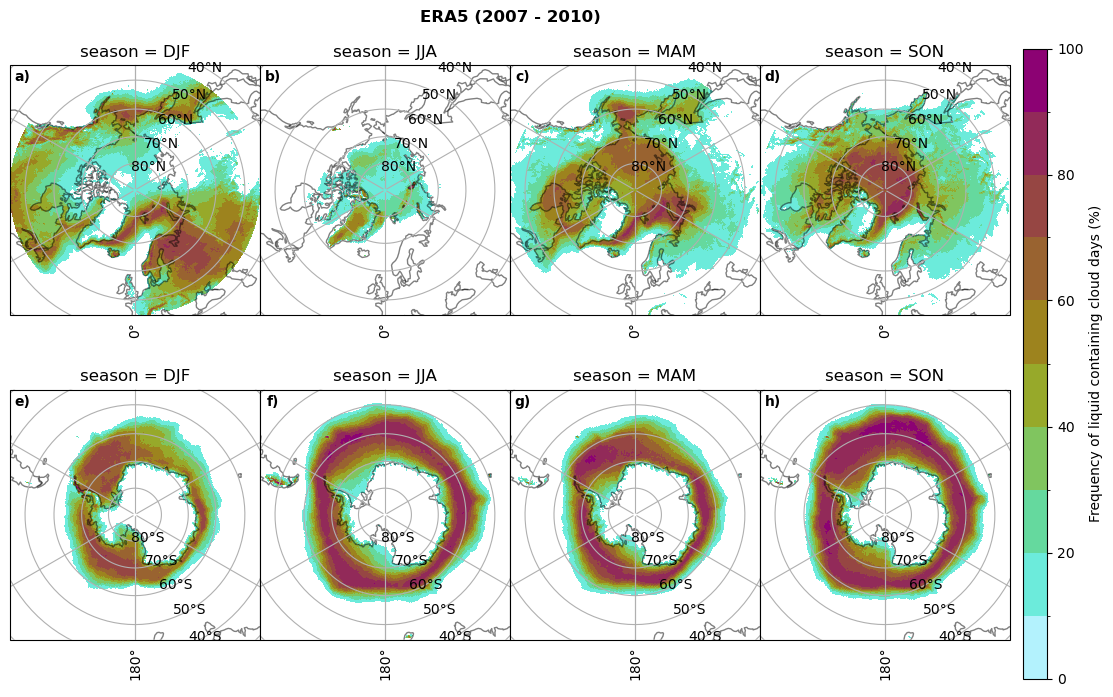 ERA5 (2007 - 2010)
season = DJF
season = JJA
season = MAM
season = SON
a)
40°N
50°N
60°N
70°N
80°N
0°
b)
40°N
50°N
60°N
70°N
80°N
0°
c)
40°N
50°N
60°N
70°N
80°N
0°
d)
40°N
50°N
60°N
70°N
80°N
0°
season = DJF
season = JJA
season = MAM
season = SON
e)
80°S
70°S
60°S
50°S
40°S
180°
f)
80°S
70°S
60°S
50°S
40°S
180°
g)
80°S
70°S
60°S
50°S
40°S
180°
h)
80°S
70°S
60°S
50°S
40°S
180°
100
80
60
40
20
0
Frequency of liquid containing cloud days (%)